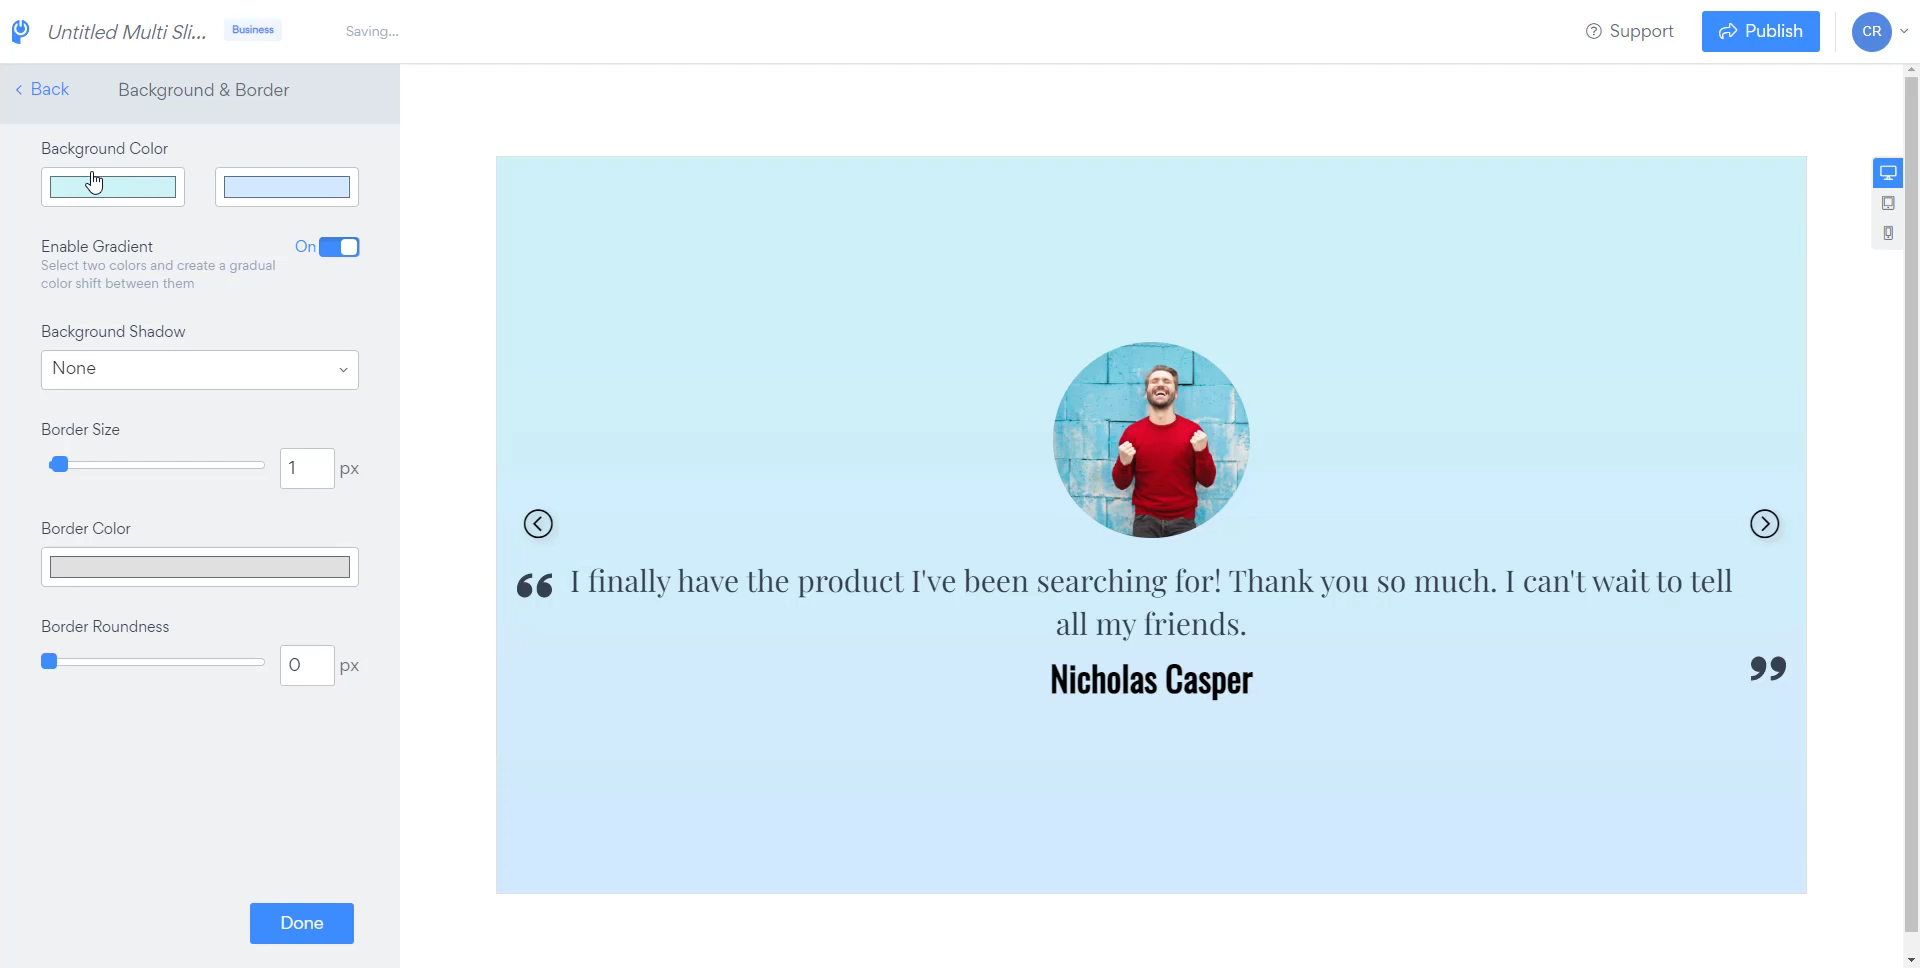 Untitled Multi Sli...
Business
Saving...
Support
Publish
CR
Back
Background & Border
Background Color
Enable Gradient
On
Select two colors and create a gradual
color shift between them
Background Shadow
None
Border Size
1
px
Border Color
Border Roundness
0
px
Done
“ I finally have the product I've been searching for! Thank you so much. I can't wait to tell
all my friends.
”
Nicholas Casper